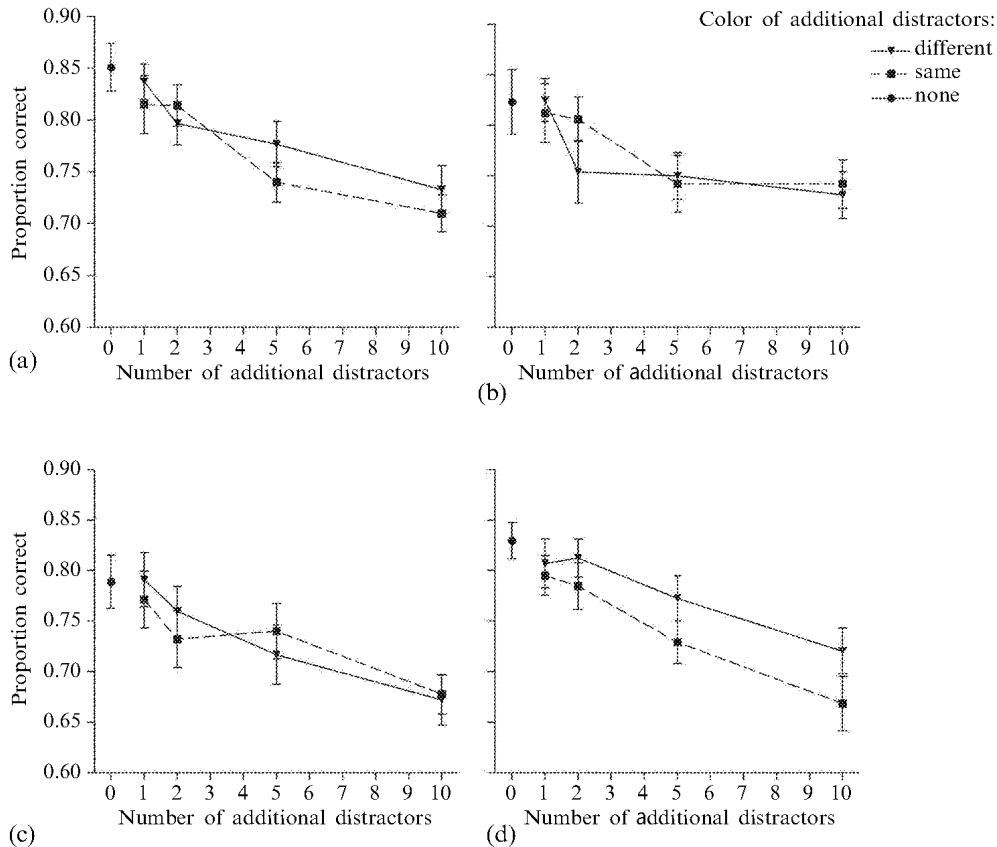 Color of additional distractors:
different
same
none
Proportion correct
0.90
0.85
0.80
0.75
0.70
0.65
0.60
0 1 2 3 4 5 6 7 8 9 10
0 1 2 3 4 5 6 7 8 9 10
(a)
Number of additional distractors
Number of additional distractors
(b)
Proportion correct
0.90
0.85
0.80
0.75
0.70
0.65
0.60
0 1 2 3 4 5 6 7 8 9 10
0 1 2 3 4 5 6 7 8 9 10
(c)
Number of additional distractors
(d)
Number of additional distractors